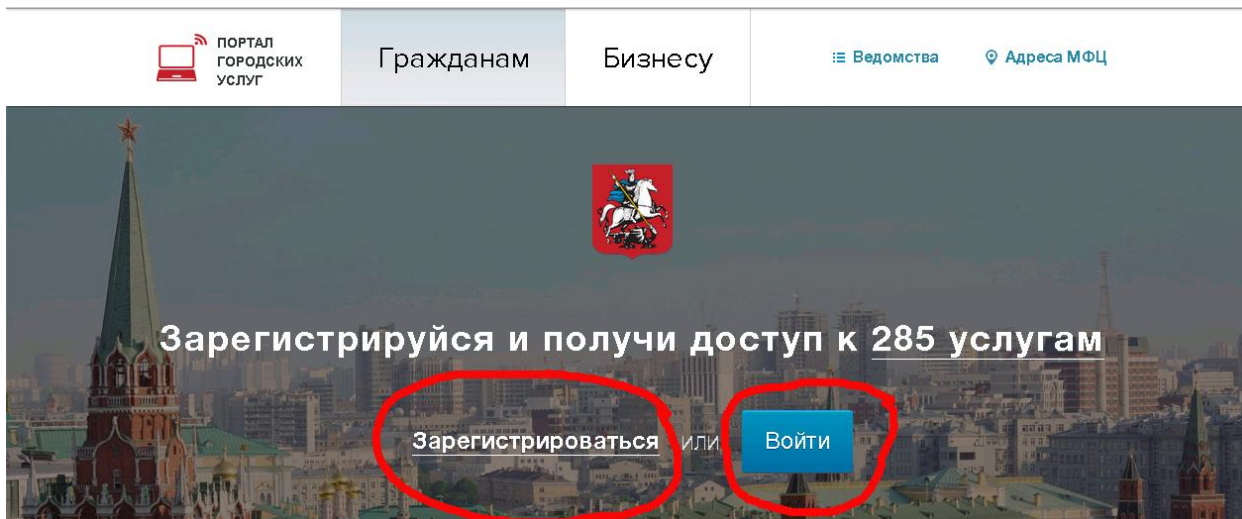 ПОРТАЛ
ГОРОДСКИХ
УСЛУГ
Гражданам
Бизнесу
Ведомства
Адреса МФЦ
Зарегистрируйся и получи доступ к 285 услугам
Зарегистрироваться или Войти